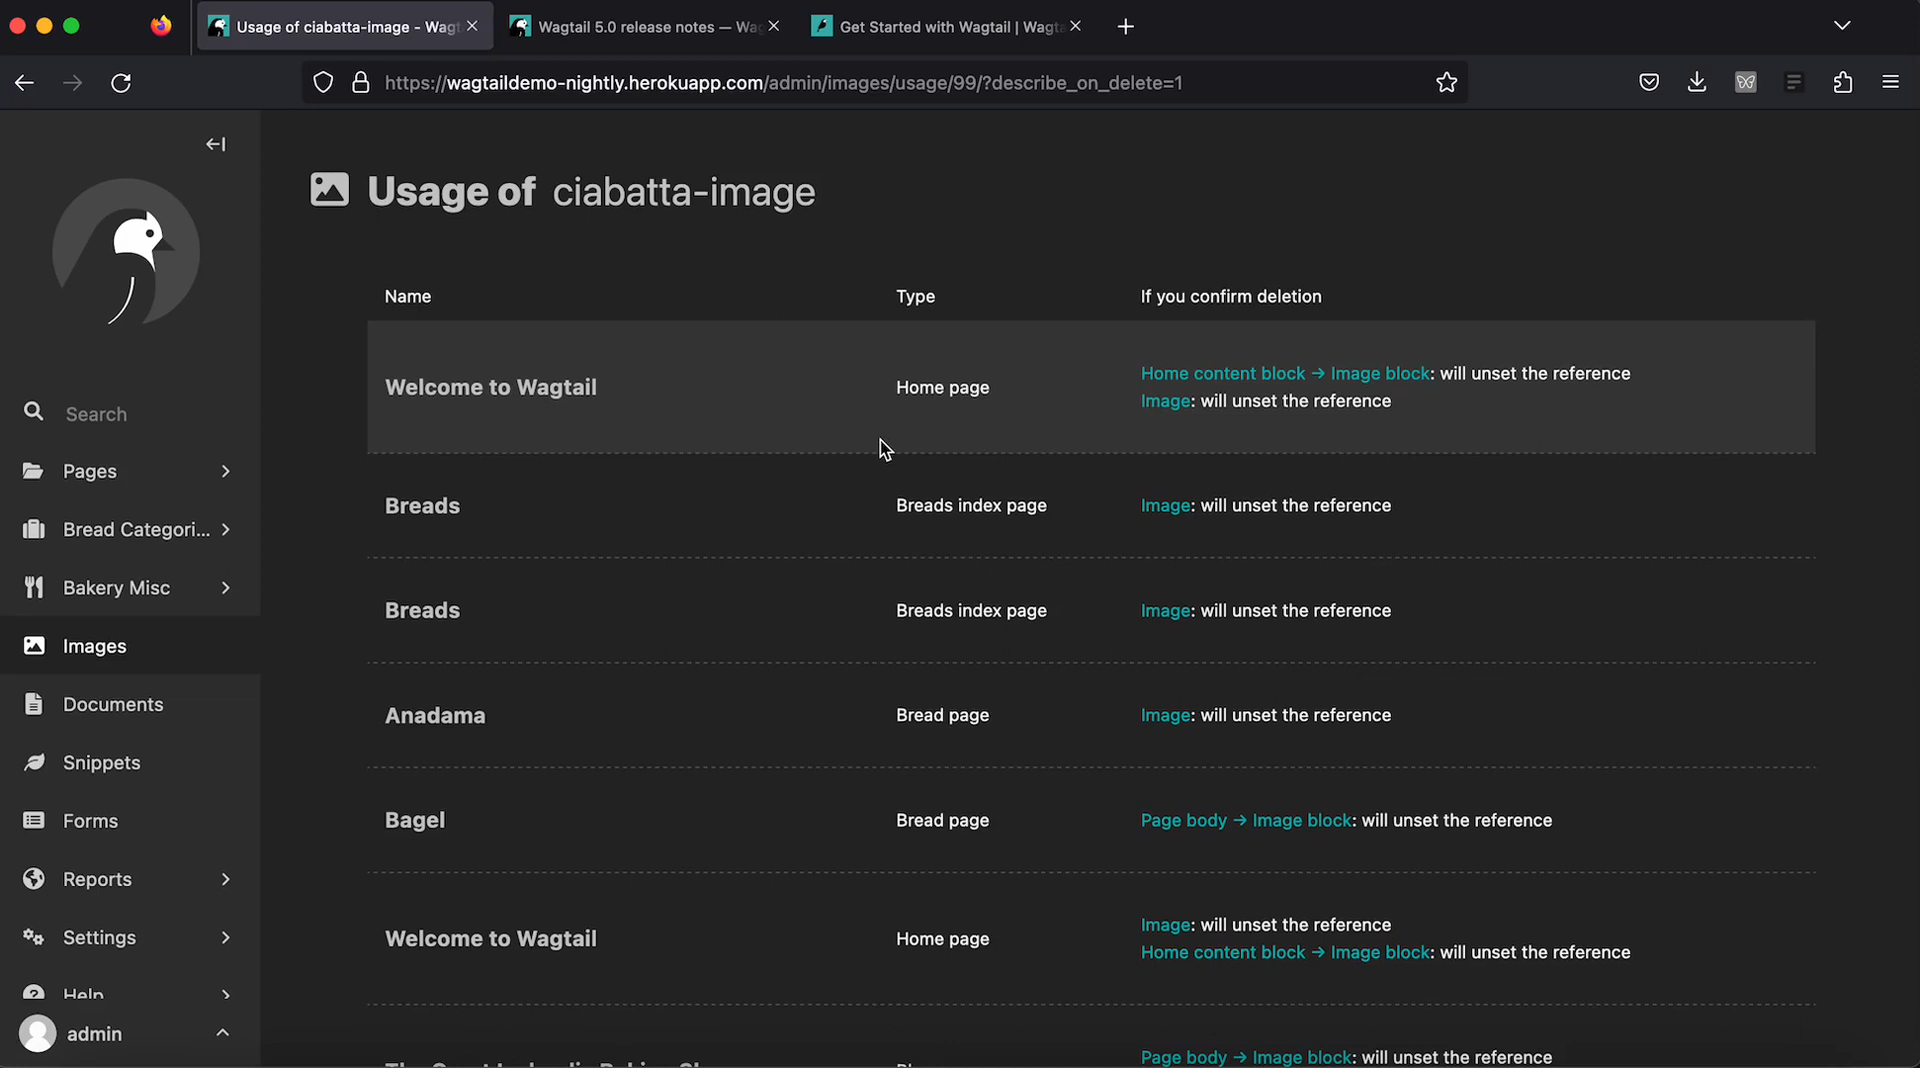 Usage of ciabatta-image - Wagt
Wagtail 5.0 release notes — Wag
Get Started with Wagtail | Wagta
https://wagtaildemo-nightly.herokuapp.com/admin/images/usage/99/?describe_on_delete=1
Usage of ciabatta-image
Name Type If you confirm deletion
Welcome to Wagtail Home page Home content block → Image block: will unset the reference
Image: will unset the reference
Breads Breads index page Image: will unset the reference
Breads Breads index page Image: will unset the reference
Anadama Bread page Image: will unset the reference
Bagel Bread page Page body → Image block: will unset the reference
Welcome to Wagtail Home page Image: will unset the reference
Home content block → Image block: will unset the reference
Page body → Image block: will unset the reference
Search
Pages
Bread Categori...
Bakery Misc
Images
Documents
Snippets
Forms
Reports
Settings
Help
admin